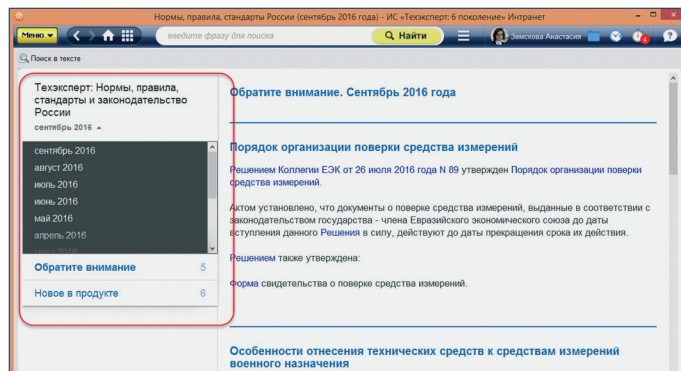 Нормы, правила, стандарты России (сентябрь 2016 года) - ИС «Техэксперт: 6 поколение» Интранет
Меню
введите фразу для поиска
Найти
Земскова Анастасия
Поиск в тексте
Техэксперт: Нормы, правила,
стандарты и законодательство
России
сентябрь 2016
сентябрь 2016
август 2016
июль 2016
июнь 2016
май 2016
апрель 2016
март 2016
Обратите внимание 5
Новое в продукте 6
Обратите внимание. Сентябрь 2016 года
Порядок организации поверки средства измерений
Решением Коллегии ЕЭК от 26 июля 2016 года N 89 утвержден Порядок организации поверки
средства измерений.
Актом установлено, что документы о поверке средства измерений, выданные в соответствии с
законодательством государства - члена Евразийского экономического союза до даты
вступления данного Решения в силу, действуют до даты прекращения срока их действия.
Решением также утверждена:
Форма свидетельства о поверке средства измерений.
Особенности отнесения технических средств к средствам измерений
военного назначения